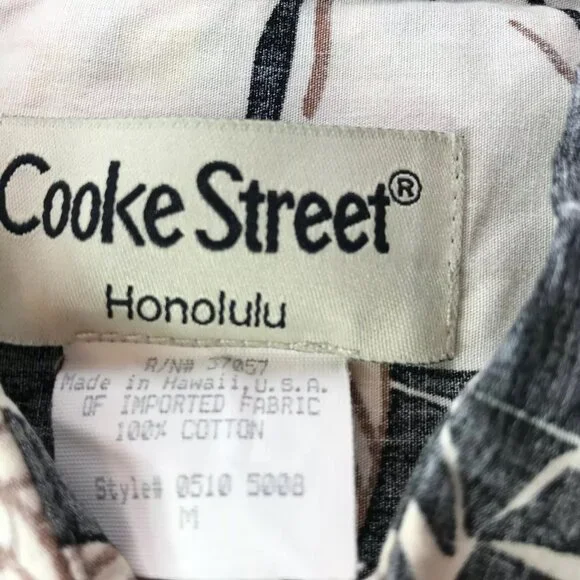 Cooke Street®
Honolulu
R/N# 37057
Made in Hawaii, U.S.A.
OF IMPORTED FABRIC
100% COTTON
Style# 0510 5008
M